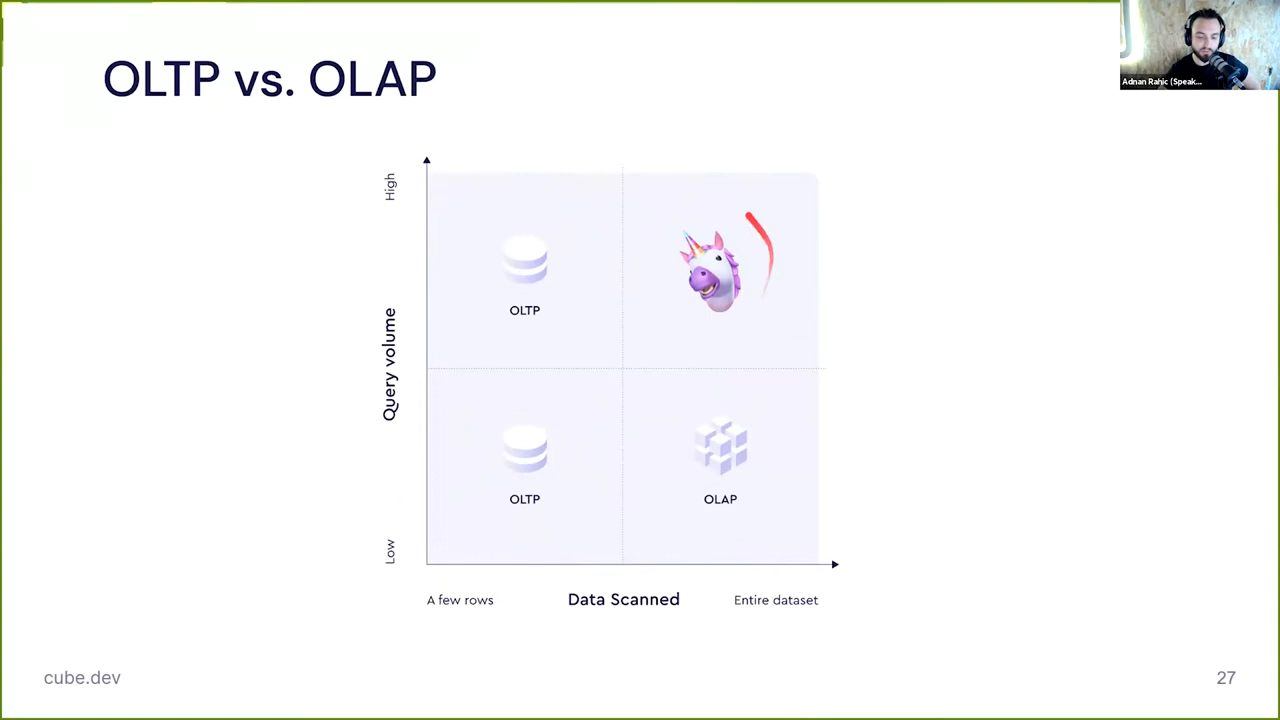 OLTP vs. OLAP
Adnan Rahic (Speak...
High
OLTP
Query volume
OLTP
OLAP
Low
A few rows
Data Scanned
Entire dataset
cube.dev
27